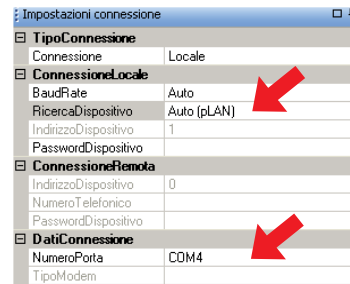 Impostazioni connessione
TipoConnessione
Connessione Locale
ConnessioneLocale
BaudRate Auto
RicercaDispositivo Auto (pLAN)
IndirizzoDispositivo 1
PasswordDispositivo
ConnessioneRemota
IndirizzoDispositivo 0
NumeroTelefonico
PasswordDispositivo
DatiConnessione
NumeroPorta COM4
TipoModem